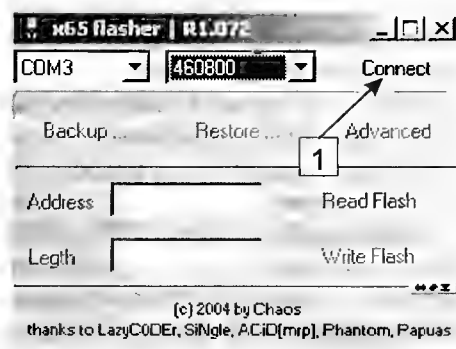 x65 flasher | R1.072
COM3 460800 Connect
Backup ... Restore ... Advanced
1
Address Read Flash
Legth Write Flash
(c) 2004 by Chaos
thanks to LazyC0DEr, SiNgle, ACiD[mrp], Phantom, Papuas